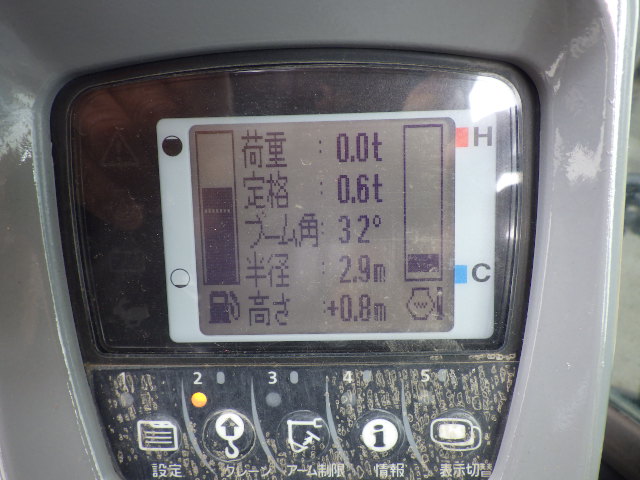 荷重 : 0.0t
定格 : 0.6t
ブーム角: 32°
半径 : 2.9m
高さ :+0.8m
H
C
1 2 3 4 5
設定 クレーン アーム制限 情報 表示切替